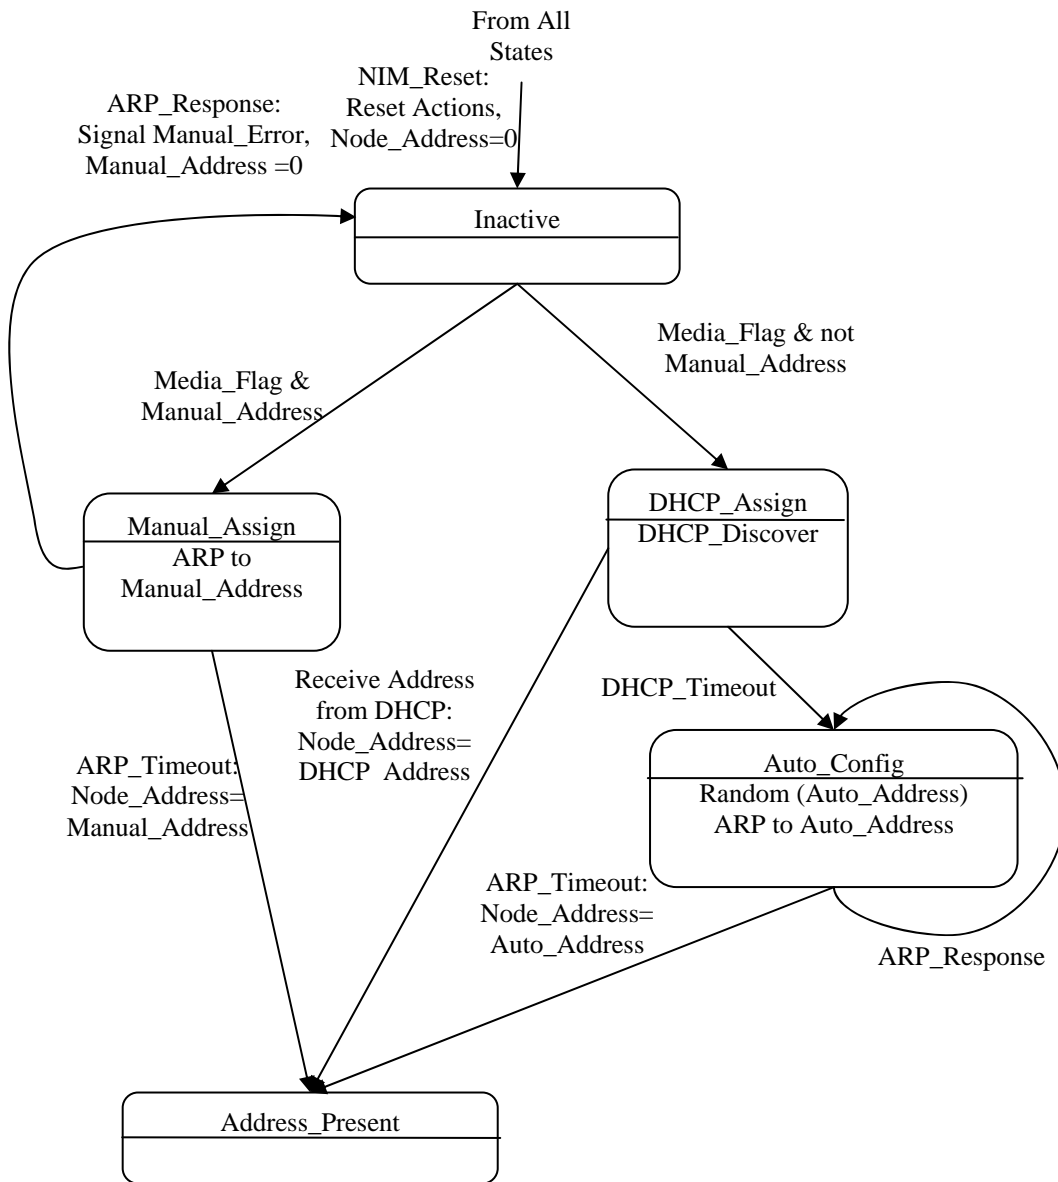 From All
States
NIM_Reset:
Reset Actions,
Node_Address=0
ARP_Response:
Signal Manual_Error,
Manual_Address =0
Inactive
Media_Flag &
Manual_Address
Media_Flag & not
Manual_Address
Manual_Assign
ARP to
Manual_Address
DHCP_Assign
DHCP_Discover
Receive Address
from DHCP:
Node_Address=
DHCP_Address
DHCP_Timeout
ARP_Timeout:
Node_Address=
Manual_Address
Auto_Config
Random (Auto_Address)
ARP to Auto_Address
ARP_Timeout:
Node_Address=
Auto_Address
ARP_Response
Address_Present